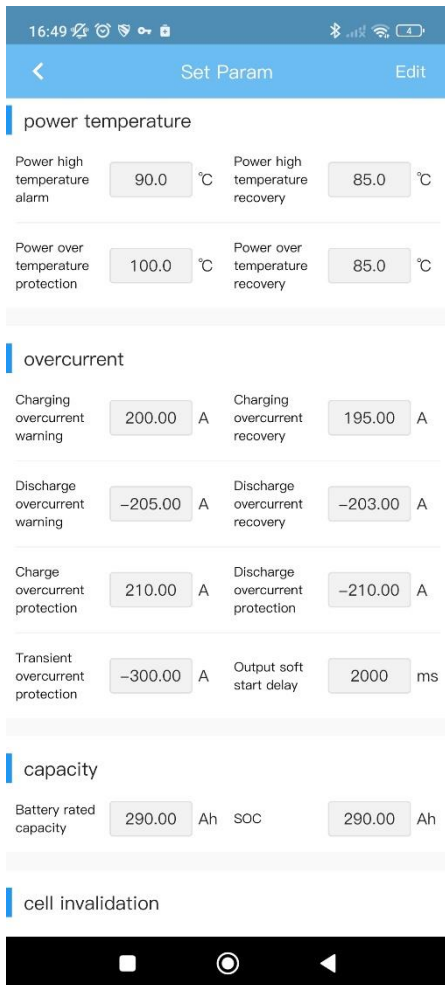 16:49 4
Set Param Edit
power temperature
Power high
temperature
alarm
90.0 ℃
Power high
temperature
recovery
85.0 ℃
Power over
temperature
protection
100.0 ℃
Power over
temperature
recovery
85.0 ℃
overcurrent
Charging
overcurrent
warning
200.00 A
Charging
overcurrent
recovery
195.00 A
Discharge
overcurrent
warning
−205.00 A
Discharge
overcurrent
recovery
−203.00 A
Charge
overcurrent
protection
210.00 A
Discharge
overcurrent
protection
−210.00 A
Transient
overcurrent
protection
−300.00 A
Output soft
start delay
2000 ms
capacity
Battery rated
capacity
290.00 Ah
SOC 290.00 Ah
cell invalidation